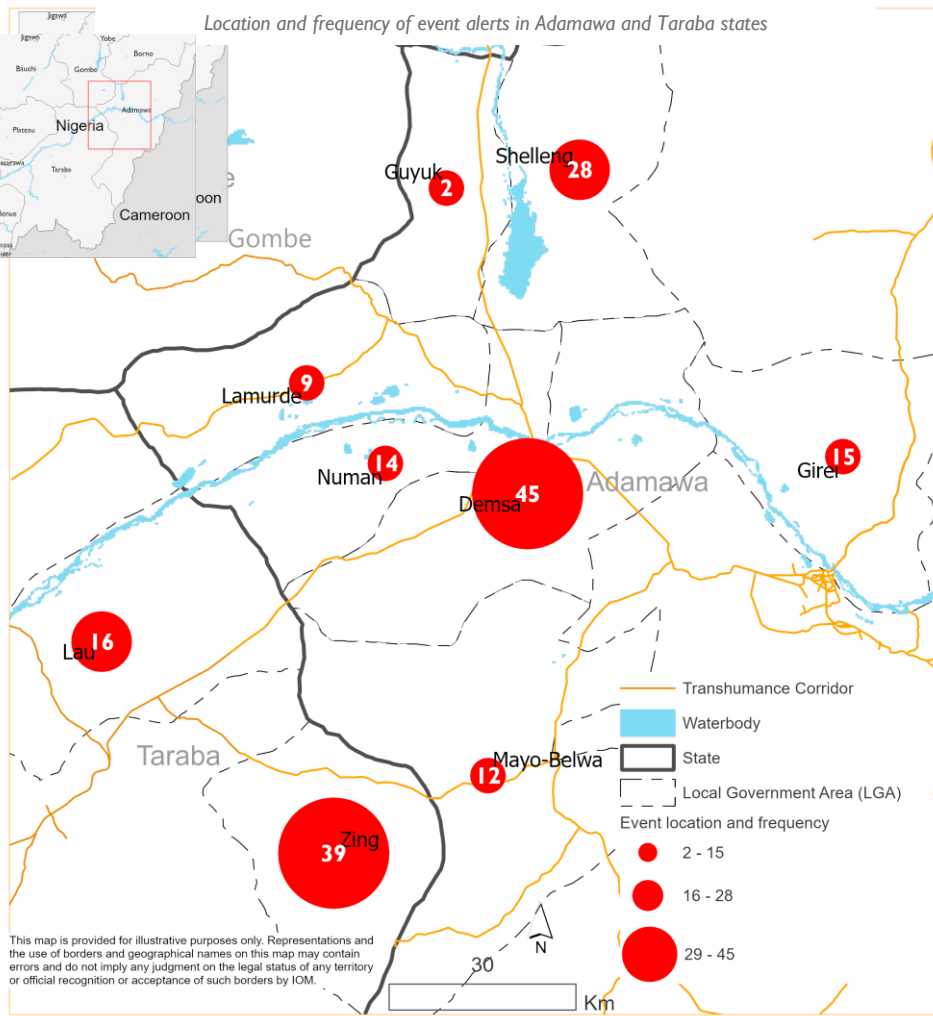 Location and frequency of event alerts in Adamawa and Taraba states
Jigwa
Jigwa
Jigwa
Yobe
Borno
Bauchi
Gombe
Adamawa
Plateau
Nigeria
Taraba
Cameroon
oon
e
Gombe
Guyuk
2
Shelleng
28
Lamurde
9
Numan
14
Demsa
45
Adamawa
Girei
15
Lau
16
Taraba
Mayo-Belwa
12
Zing
39
Transhumance Corridor
Waterbody
State
Local Government Area (LGA)
Event location and frequency
2 - 15
16 - 28
29 - 45
N
30
Km
This map is provided for illustrative purposes only. Representations and
the use of borders and geographical names on this map may contain
errors and do not imply any judgment on the legal status of any territory
or official recognition or acceptance of such borders by IOM.